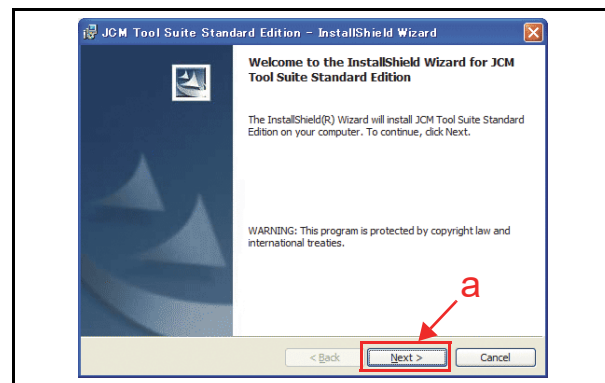 JCM Tool Suite Standard Edition - InstallShield Wizard
Welcome to the InstallShield Wizard for JCM
Tool Suite Standard Edition
The InstallShield(R) Wizard will install JCM Tool Suite Standard
Edition on your computer. To continue, click Next.
WARNING: This program is protected by copyright law and
international treaties.
a
< Back
Next >
Cancel